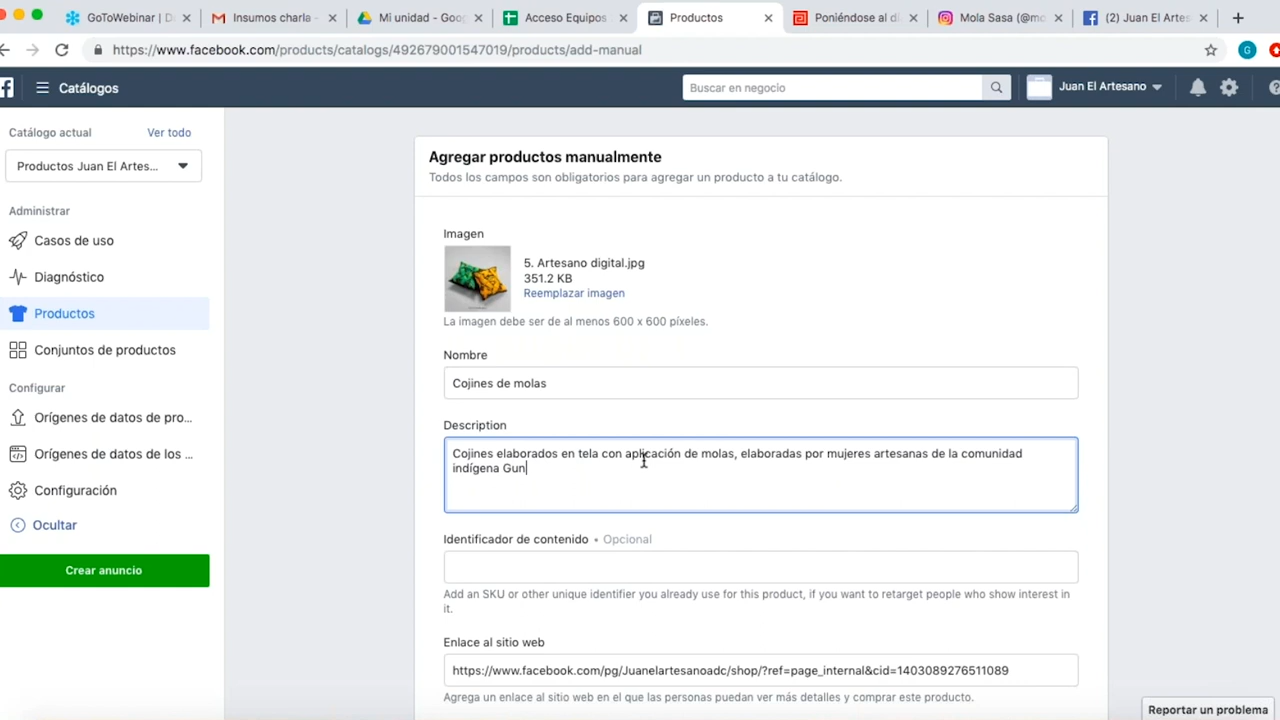 GoToWebinar | D
Insumos charla -
Mi unidad - Goog
Acceso Equipos
Productos
Poniéndose al dí
Mola Sasa (@mo
(2) Juan El Artes
https://www.facebook.com/products/catalogs/492679001547019/products/add-manual
G
Catálogos
Buscar en negocio
Juan El Artesano
Catálogo actual
Ver todo
Productos Juan El Artes...
Administrar
Casos de uso
Diagnóstico
Productos
Conjuntos de productos
Configurar
Orígenes de datos de pro...
Orígenes de datos de los ...
Configuración
Ocultar
Crear anuncio
Agregar productos manualmente
Todos los campos son obligatorios para agregar un producto a tu catálogo.
Imagen
5. Artesano digital.jpg
351.2 KB
Reemplazar imagen
La imagen debe ser de al menos 600 x 600 píxeles.
Nombre
Cojines de molas
Description
Cojines elaborados en tela con aplicación de molas, elaboradas por mujeres artesanas de la comunidad
indígena Gun
Identificador de contenido • Opcional
Add an SKU or other unique identifier you already use for this product, if you want to retarget people who show interest in
it.
Enlace al sitio web
https://www.facebook.com/pg/Juanelartesanoadc/shop/?ref=page_internal&cid=1403089276511089
Agrega un enlace al sitio web en el que las personas puedan ver más detalles y comprar este producto.
Reportar un problema